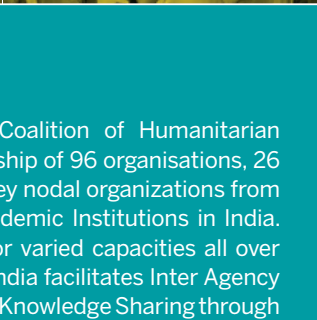 Coalition of Humanitarian
ship of 96 organisations, 26
ey nodal organizations from
demic Institutions in India.
or varied capacities all over
ndia facilitates Inter Agency
Knowledge Sharing through